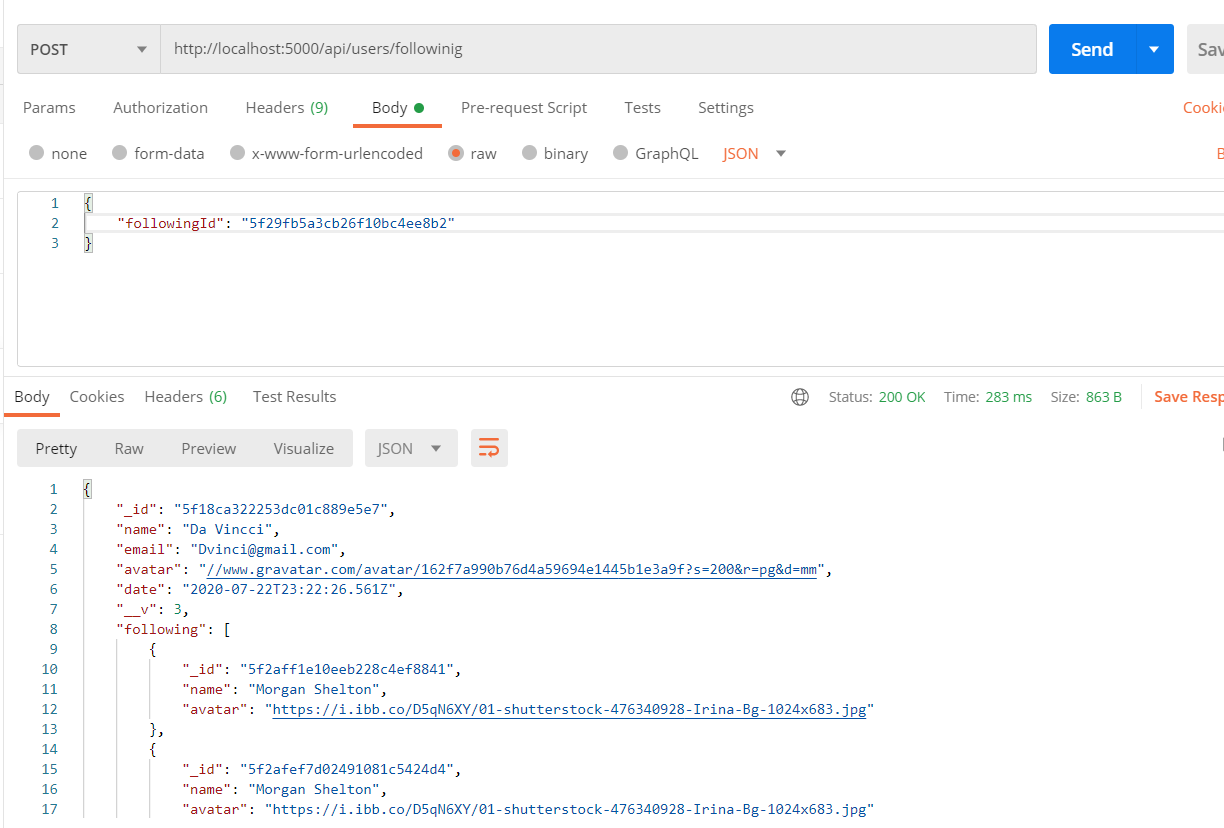 POST http://localhost:5000/api/users/followinig Send
Params Authorization Headers (9) Body Pre-request Script Tests Settings
none form-data x-www-form-urlencoded raw binary GraphQL JSON
1 {
2 "followingId": "5f29fb5a3cb26f10bc4ee8b2"
3 }
Body Cookies Headers (6) Test Results Status: 200 OK Time: 283 ms Size: 863 B Save Resp
Pretty Raw Preview Visualize JSON
1 {
2 "_id": "5f18ca322253dc01c889e5e7",
3 "name": "Da Vincci",
4 "email": "Dvinci@gmail.com",
5 "avatar": "//www.gravatar.com/avatar/162f7a990b76d4a59694e1445b1e3a9f?s=200&r=pg&d=mm",
6 "date": "2020-07-22T23:22:26.561Z",
7 "__v": 3,
8 "following": [
9 {
10 "_id": "5f2aff1e10eeb228c4ef8841",
11 "name": "Morgan Shelton",
12 "avatar": "https://i.ibb.co/D5qN6XY/01-shutterstock-476340928-Irina-Bg-1024x683.jpg"
13 },
14 {
15 "_id": "5f2afef7d02491081c5424d4",
16 "name": "Morgan Shelton",
17 "avatar": "https://i.ibb.co/D5qN6XY/01-shutterstock-476340928-Irina-Bg-1024x683.jpg"